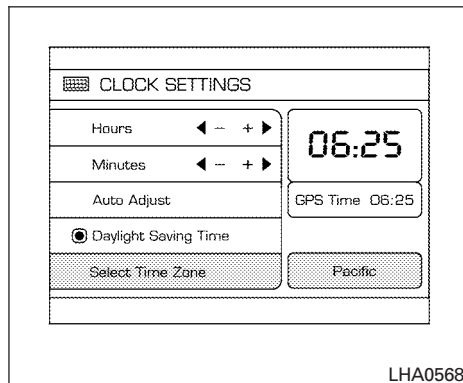 CLOCK SETTINGS
Hours - +
Minutes - +
06:25
Auto Adjust
GPS Time 06:25
Daylight Saving Time
Select Time Zone
Pacific
LHA0568